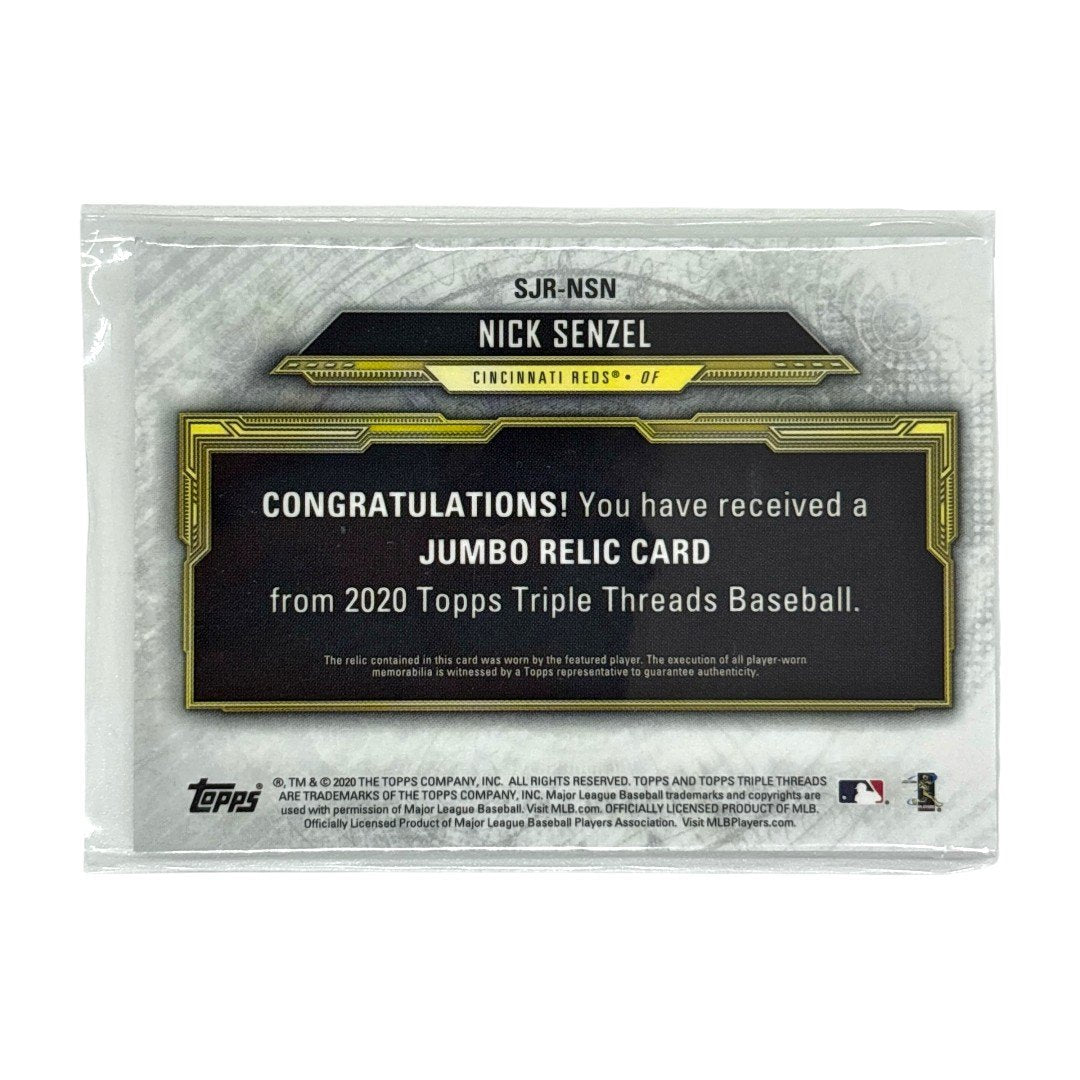 SJR-NSN
NICK SENZEL
CINCINNATI REDS® • OF
CONGRATULATIONS! You have received a
JUMBO RELIC CARD
from 2020 Topps Triple Threads Baseball.
The relic contained in this card was worn by the featured player. The execution of all player-worn
memorabilia is witnessed by a Topps representative to guarantee authenticity.
Topps®
®, TM & © 2020 THE TOPPS COMPANY, INC. ALL RIGHTS RESERVED. TOPPS AND TOPPS TRIPLE THREADS
ARE TRADEMARKS OF THE TOPPS COMPANY, INC. Major League Baseball trademarks and copyrights are
used with permission of Major League Baseball. Visit MLB.com. OFFICIALLY LICENSED PRODUCT OF MLB.
Officially Licensed Product of Major League Baseball Players Association. Visit MLBPlayers.com.